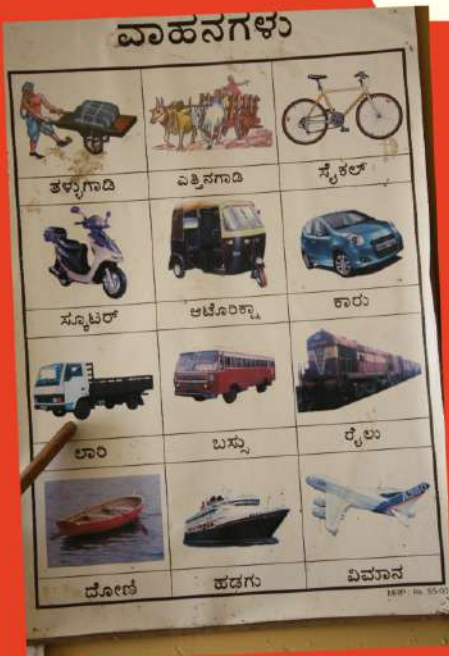 ವಾಹನಗಳು
ತಳ್ಳುಗಾಡಿ ಎತ್ತಿನಗಾಡಿ ಸೈಕಲ್
ಸ್ಕೂಟರ್ ಆಟೊರಿಕ್ಷಾ ಕಾರು
ಲಾರಿ ಬಸ್ಸು ರೈಲು
ದೋಣಿ ಹಡಗು ವಿಮಾನ